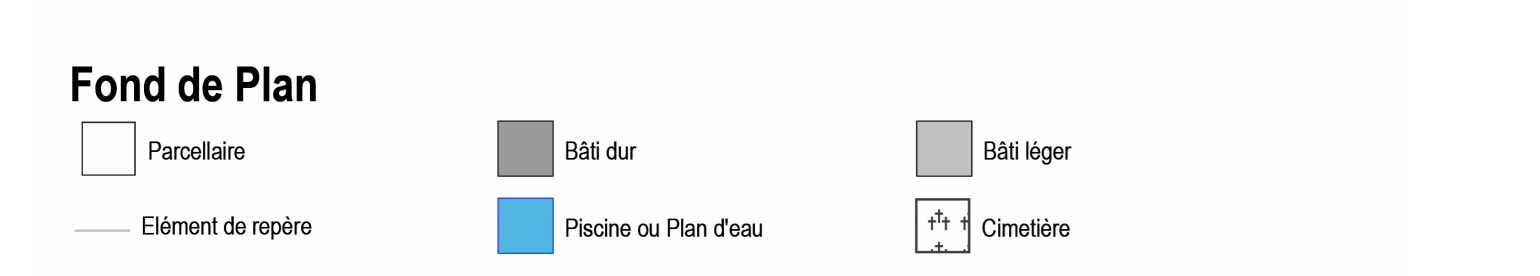 Fond de Plan
Parcellaire
Bâti dur
Bâti léger
Elément de repère
Piscine ou Plan d'eau
Cimetière